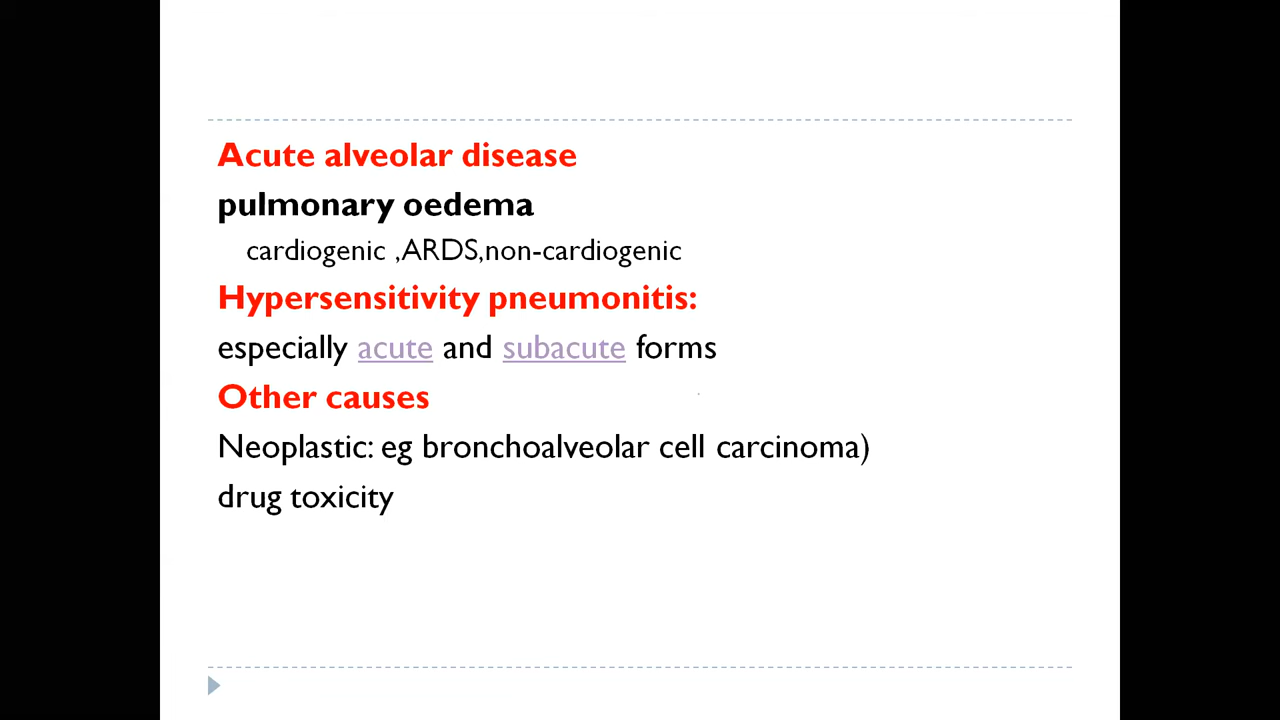 Acute alveolar disease
pulmonary oedema
cardiogenic ,ARDS,non-cardiogenic
Hypersensitivity pneumonitis:
especially acute and subacute forms
Other causes
Neoplastic: eg bronchoalveolar cell carcinoma)
drug toxicity